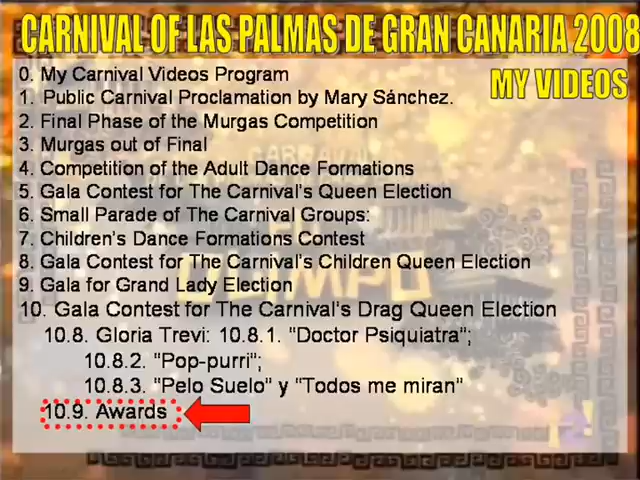 CARNIVAL OF LAS PALMAS DE GRAN CANARIA 2008
MY VIDEOS
0. My Carnival Videos Program
1. Public Carnival Proclamation by Mary Sánchez.
2. Final Phase of the Murgas Competition
3. Murgas out of Final
4. Competition of the Adult Dance Formations
5. Gala Contest for The Carnival's Queen Election
6. Small Parade of The Carnival Groups:
7. Children's Dance Formations Contest
8. Gala Contest for The Carnival's Children Queen Election
9. Gala for Grand Lady Election
10. Gala Contest for The Carnival's Drag Queen Election
10.8. Gloria Trevi: 10.8.1. "Doctor Psiquiatra";
10.8.2. "Pop-purri";
10.8.3. "Pelo Suelo" y "Todos me miran"
10.9. Awards